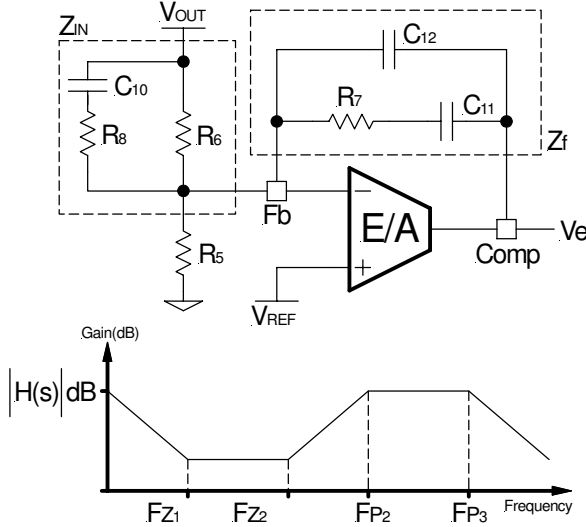 VOUT
ZIN
C12
C10
R7
C11
R8
R6
Zf
Fb
−
E/A
Ve
R5
+
Comp
VREF
Gain(dB)
|H(s)|dB
FZ1 FZ2 FP2 FP3 Frequency